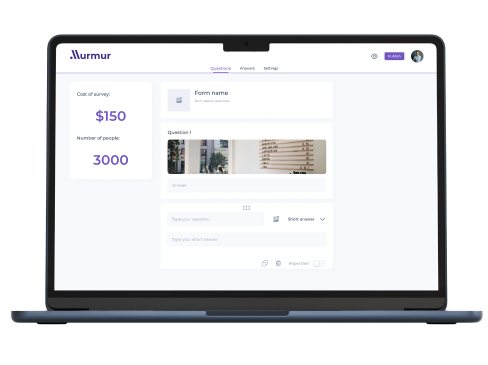 Murmur
Publish
Questions Answers Settings
Cost of survey:
$150
Number of people:
3000
Form name
Question 1
Answer
Type your question
Short answer
Type your short answer
Important